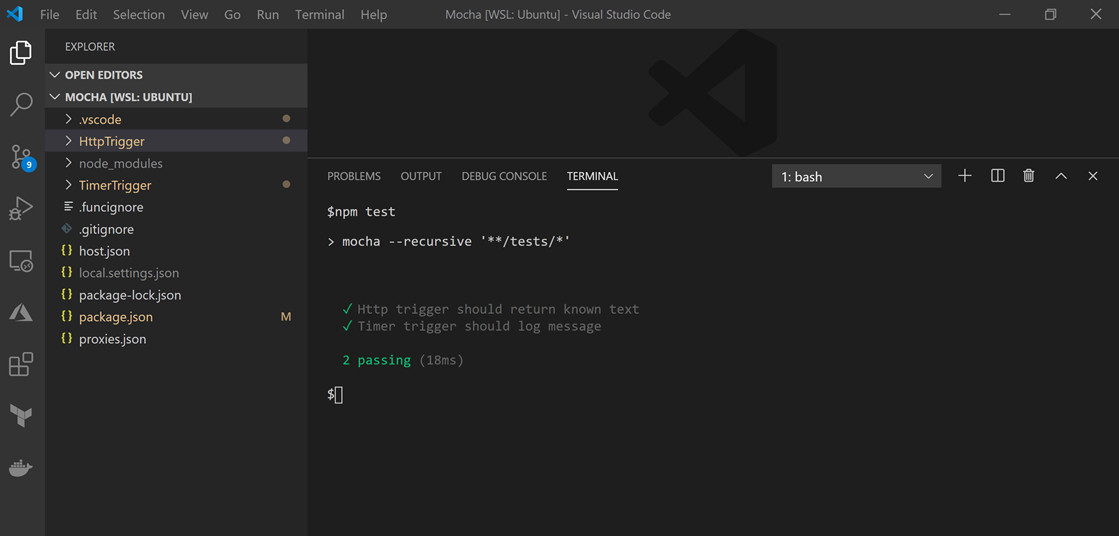 File Edit Selection View Go Run Terminal Help
Mocha [WSL: Ubuntu] - Visual Studio Code
EXPLORER
OPEN EDITORS
MOCHA [WSL: UBUNTU]
.vscode
HttpTrigger
node_modules
TimerTrigger
.funcignore
.gitignore
{} host.json
{} local.settings.json
{} package-lock.json
{} package.json M
{} proxies.json
9
PROBLEMS OUTPUT DEBUG CONSOLE TERMINAL
1: bash
$npm test
> mocha --recursive '**/tests/*'
✓ Http trigger should return known text
✓ Timer trigger should log message
2 passing (18ms)
$